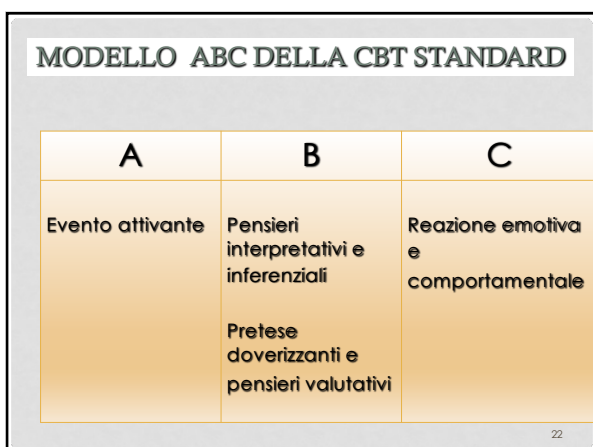 MODELLO ABC DELLA CBT STANDARD
A
B
C
Evento attivante
Pensieri
interpretativi e
inferenziali
Pretese
doverizzanti e
pensieri valutativi
Reazione emotiva
e
comportamentale
22